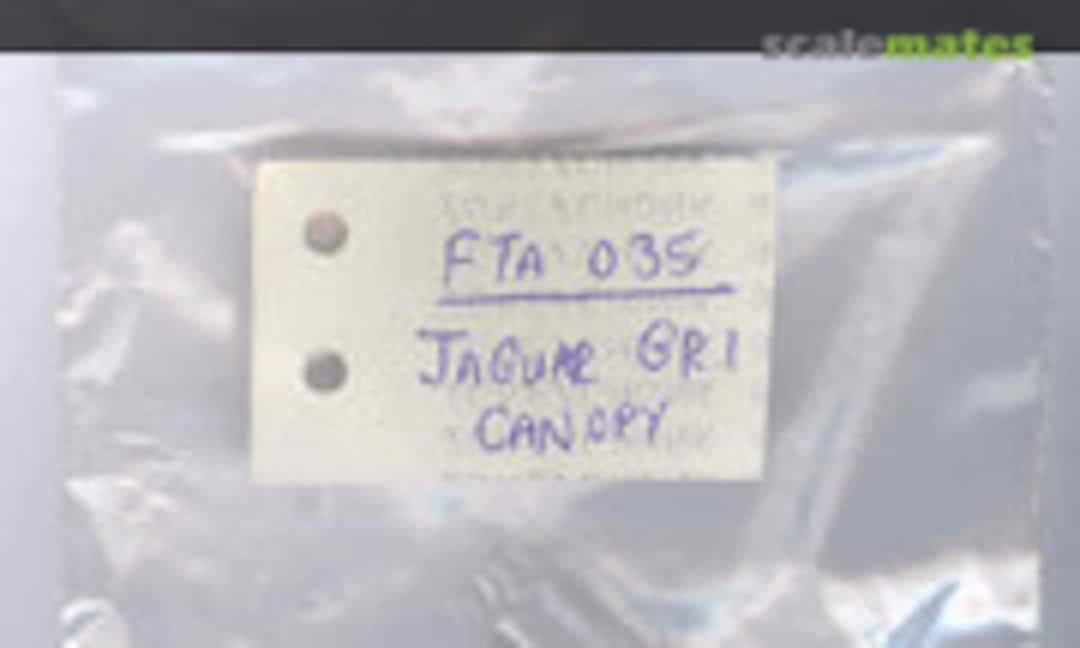 scalemates
FTA 035
JAGUAR GR1
CANOPY